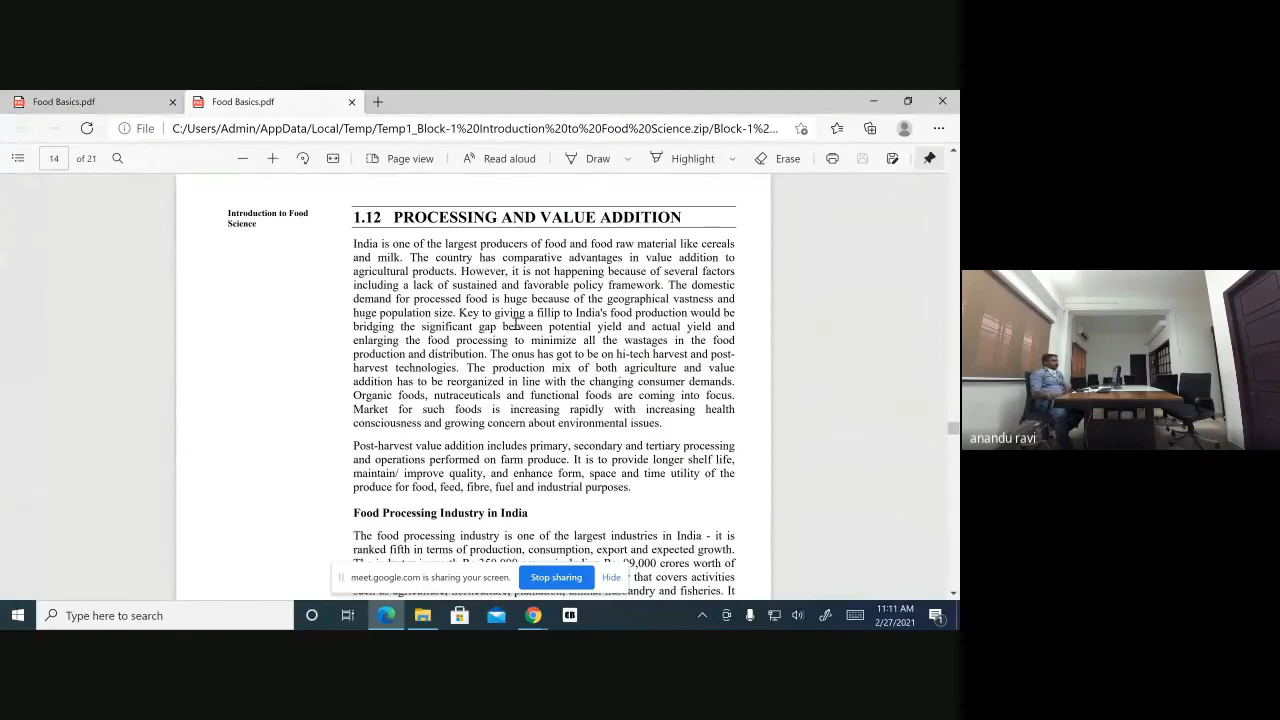 Food Basics.pdf
Food Basics.pdf
File
C:/Users/Admin/AppData/Local/Temp/Temp1_Block-1%20Introduction%20to%20Food%20Science.zip/Block-1%2...
14
of 21
Page view
Read aloud
Draw
Highlight
Erase
Introduction to Food
Science
1.12 PROCESSING AND VALUE ADDITION
India is one of the largest producers of food and food raw material like cereals
and milk. The country has comparative advantages in value addition to
agricultural products. However, it is not happening because of several factors
including a lack of sustained and favorable policy framework. The domestic
demand for processed food is huge because of the geographical vastness and
huge population size. Key to giving a fillip to India's food production would be
bridging the significant gap between potential yield and actual yield and
enlarging the food processing to minimize all the wastages in the food
production and distribution. The onus has got to be on hi-tech harvest and post-
harvest technologies. The production mix of both agriculture and value
addition has to be reorganized in line with the changing consumer demands.
Organic foods, nutraceuticals and functional foods are coming into focus.
Market for such foods is increasing rapidly with increasing health
consciousness and growing concern about environmental issues.
Post-harvest value addition includes primary, secondary and tertiary processing
and operations performed on farm produce. It is to provide longer shelf life,
maintain/ improve quality, and enhance form, space and time utility of the
produce for food, feed, fibre, fuel and industrial purposes.
Food Processing Industry in India
The food processing industry is one of the largest industries in India - it is
ranked fifth in terms of production, consumption, export and expected growth.
crores worth of
that covers activities
and fisheries. It
meet.google.com is sharing your screen.
Stop sharing
Hide
anandu ravi
Type here to search
11:11 AM
2/27/2021